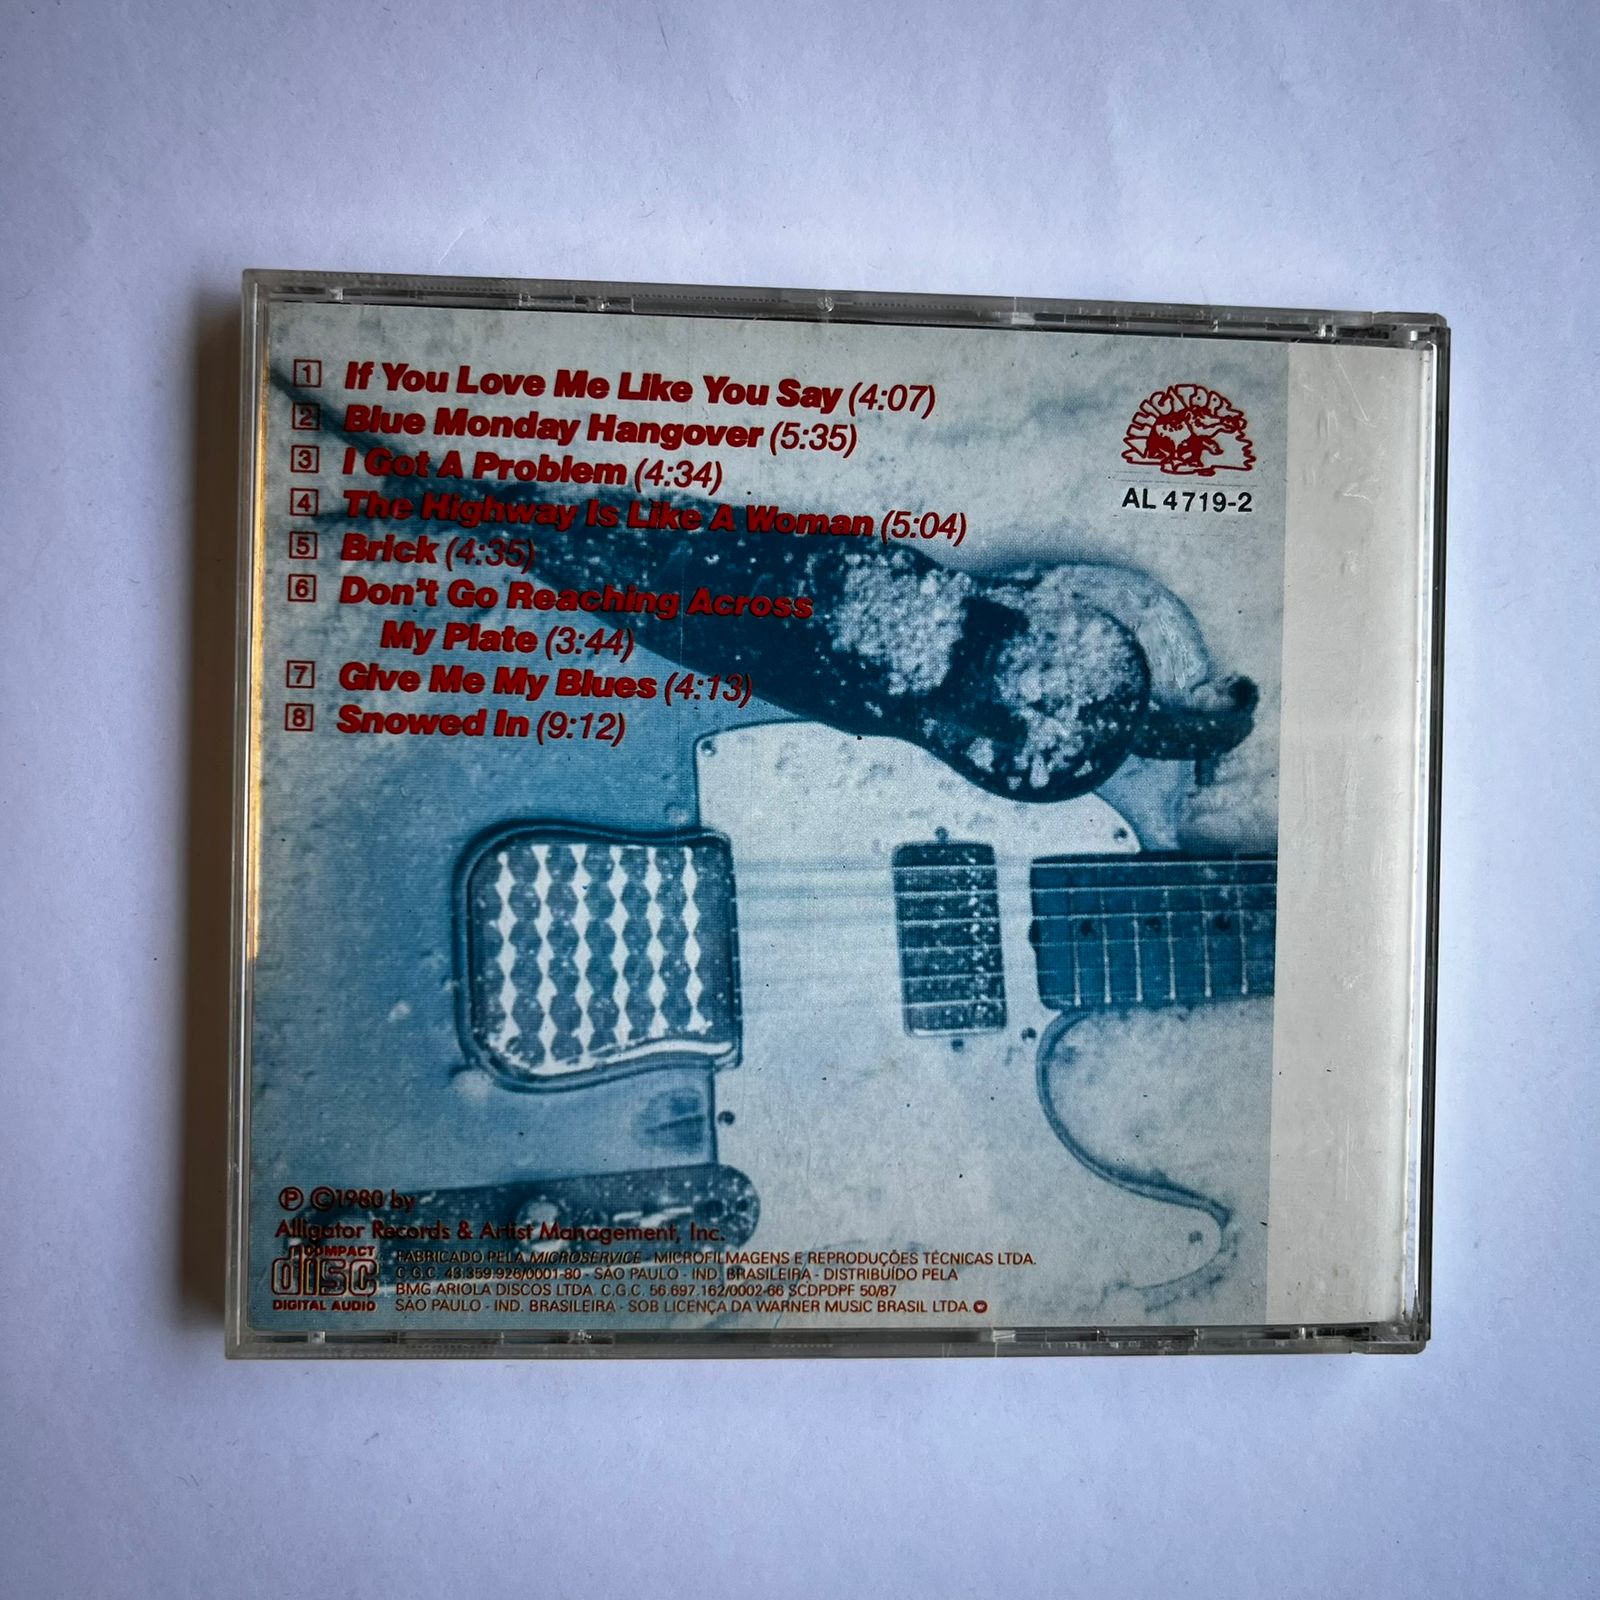 1 If You Love Me Like You Say (4:07)
2 Blue Monday Hangover (5:35)
3 I Got A Problem (4:34)
4 The Highway Is Like A Woman (5:04)
5 Brick (4:35)
6 Don't Go Reaching Across
My Plate (3:44)
7 Give Me My Blues (4:13)
8 Snowed In (9:12)
ALLIGATOR
AL 4719-2
℗ ©1980 by
Alligator Records & Artist Management, Inc.
COMPACT
disc
DIGITAL AUDIO
FABRICADO PELA MICROSERVICE - MICROFILMAGENS E REPRODUÇÕES TÉCNICAS LTDA.
C.G.C. 43.359.926/0001-80 - SÃO PAULO - IND. BRASILEIRA - DISTRIBUÍDO PELA
BMG ARIOLA DISCOS LTDA. C.G.C. 56.697.162/0002-66 SCDPDPF 50/87
SÃO PAULO - IND. BRASILEIRA - SOB LICENÇA DA WARNER MUSIC BRASIL LTDA.